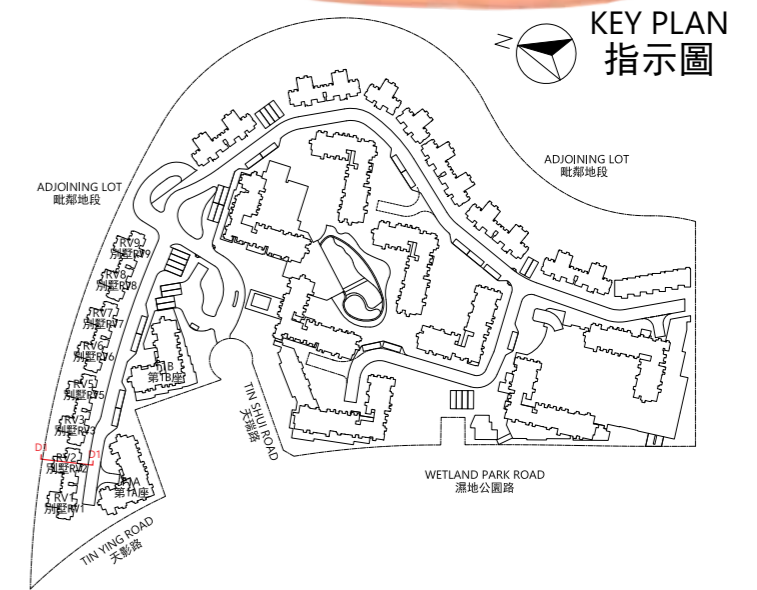 KEY PLAN
指示圖
N
ADJOINING LOT
毗鄰地段
ADJOINING LOT
毗鄰地段
RV9
別墅RV9
RV8
別墅RV8
RV7
別墅RV7
RV6
別墅RV6
RV5
別墅RV5
RV3
別墅RV3
D1
D1
RV2
別墅RV2
RV1
別墅RV1
T1B
第1B座
T1A
第1A座
TIN SHUI ROAD
天瑞路
WETLAND PARK ROAD
濕地公園路
TIN YING ROAD
天影路